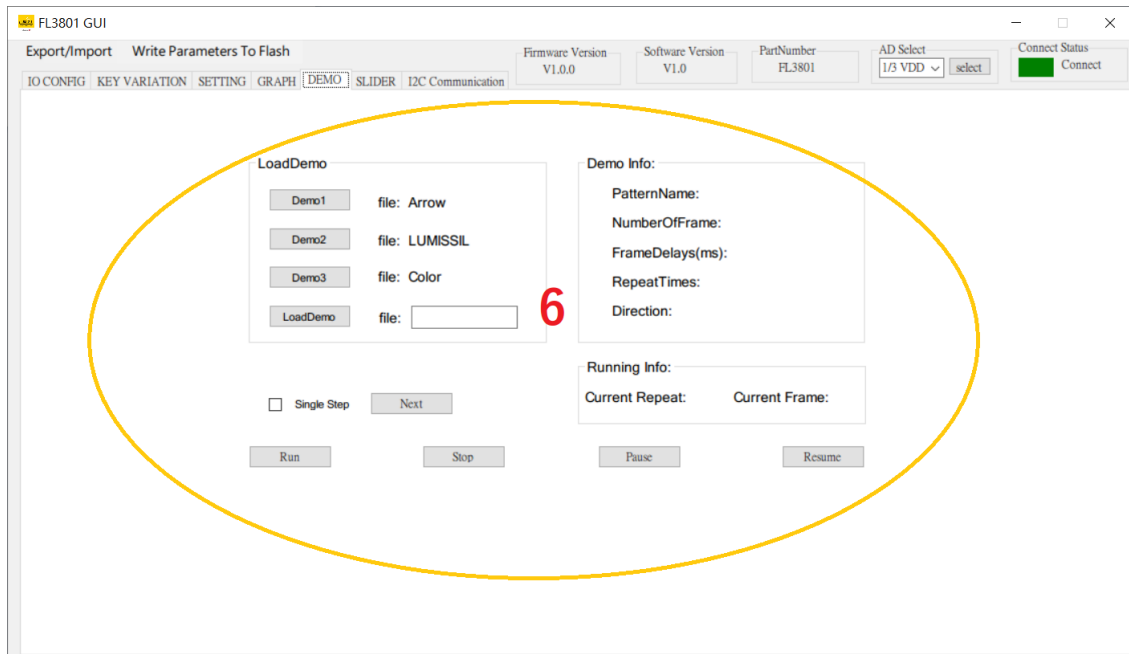 FL3801 GUI
Export/Import Write Parameters To Flash
Firmware Version
V1.0.0
Software Version
V1.0
PartNumber
FL3801
AD Select
1/3 VDD select
Connect Status
Connect
IO CONFIG KEY VARIATION SETTING GRAPH DEMO SLIDER I2C Communication
LoadDemo
Demo1 file: Arrow
Demo2 file: LUMISSIL
Demo3 file: Color
LoadDemo file:
6
Demo Info:
PatternName:
NumberOfFrame:
FrameDelays(ms):
RepeatTimes:
Direction:
Running Info:
Current Repeat: Current Frame:
Single Step Next
Run Stop Pause Resume